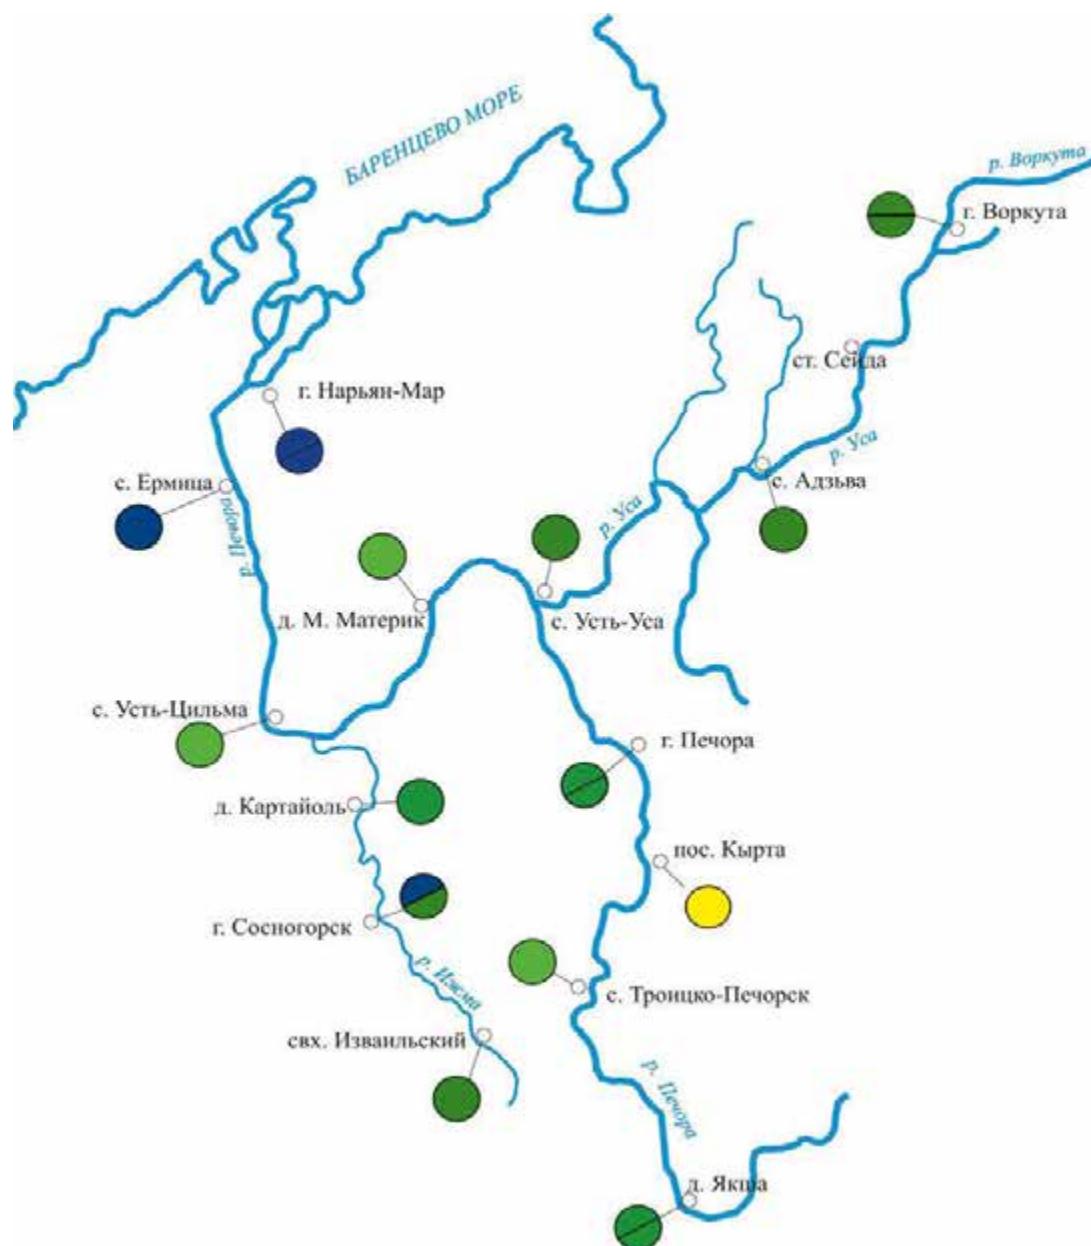 БАРЕНЦЕВО МОРЕ
р. Воркута
г. Воркута
ст. Сейда
г. Нарьян-Мар
р. Уса
с. Адзьва
с. Ермица
р. Печора
р. Уса
д. М. Материк
с. Усть-Уса
с. Усть-Цильма
г. Печора
д. Картайоль
пос. Кырта
г. Сосногорск
р. Ижма
с. Троицко-Печорск
свх. Изваильский
р. Печора
д. Якша